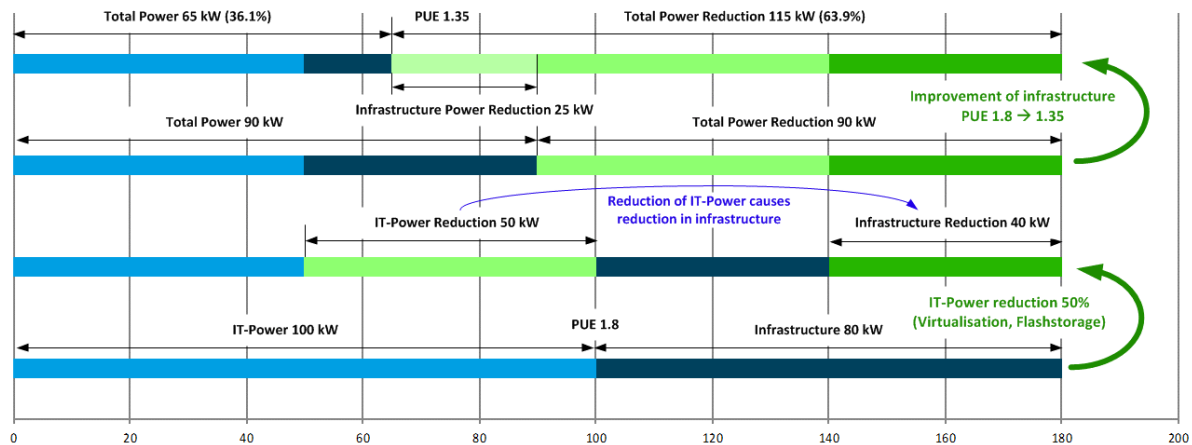 Total Power 65 kW (36.1%)
PUE 1.35
Total Power Reduction 115 kW (63.9%)
Infrastructure Power Reduction 25 kW
Improvement of infrastructure
PUE 1.8 → 1.35
Total Power 90 kW
Total Power Reduction 90 kW
Reduction of IT-Power causes
reduction in infrastructure
IT-Power Reduction 50 kW
Infrastructure Reduction 40 kW
IT-Power reduction 50%
(Virtualisation, Flashstorage)
IT-Power 100 kW
PUE 1.8
Infrastructure 80 kW
0 20 40 60 80 100 120 140 160 180 200